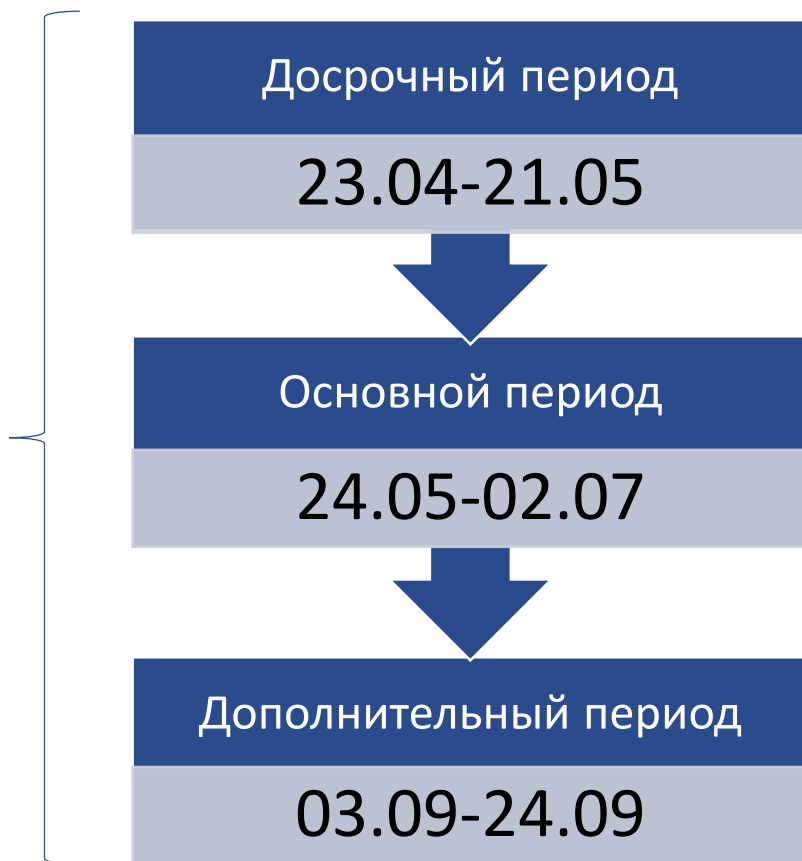 Досрочный период
23.04-21.05
Основной период
24.05-02.07
Дополнительный период
03.09-24.09